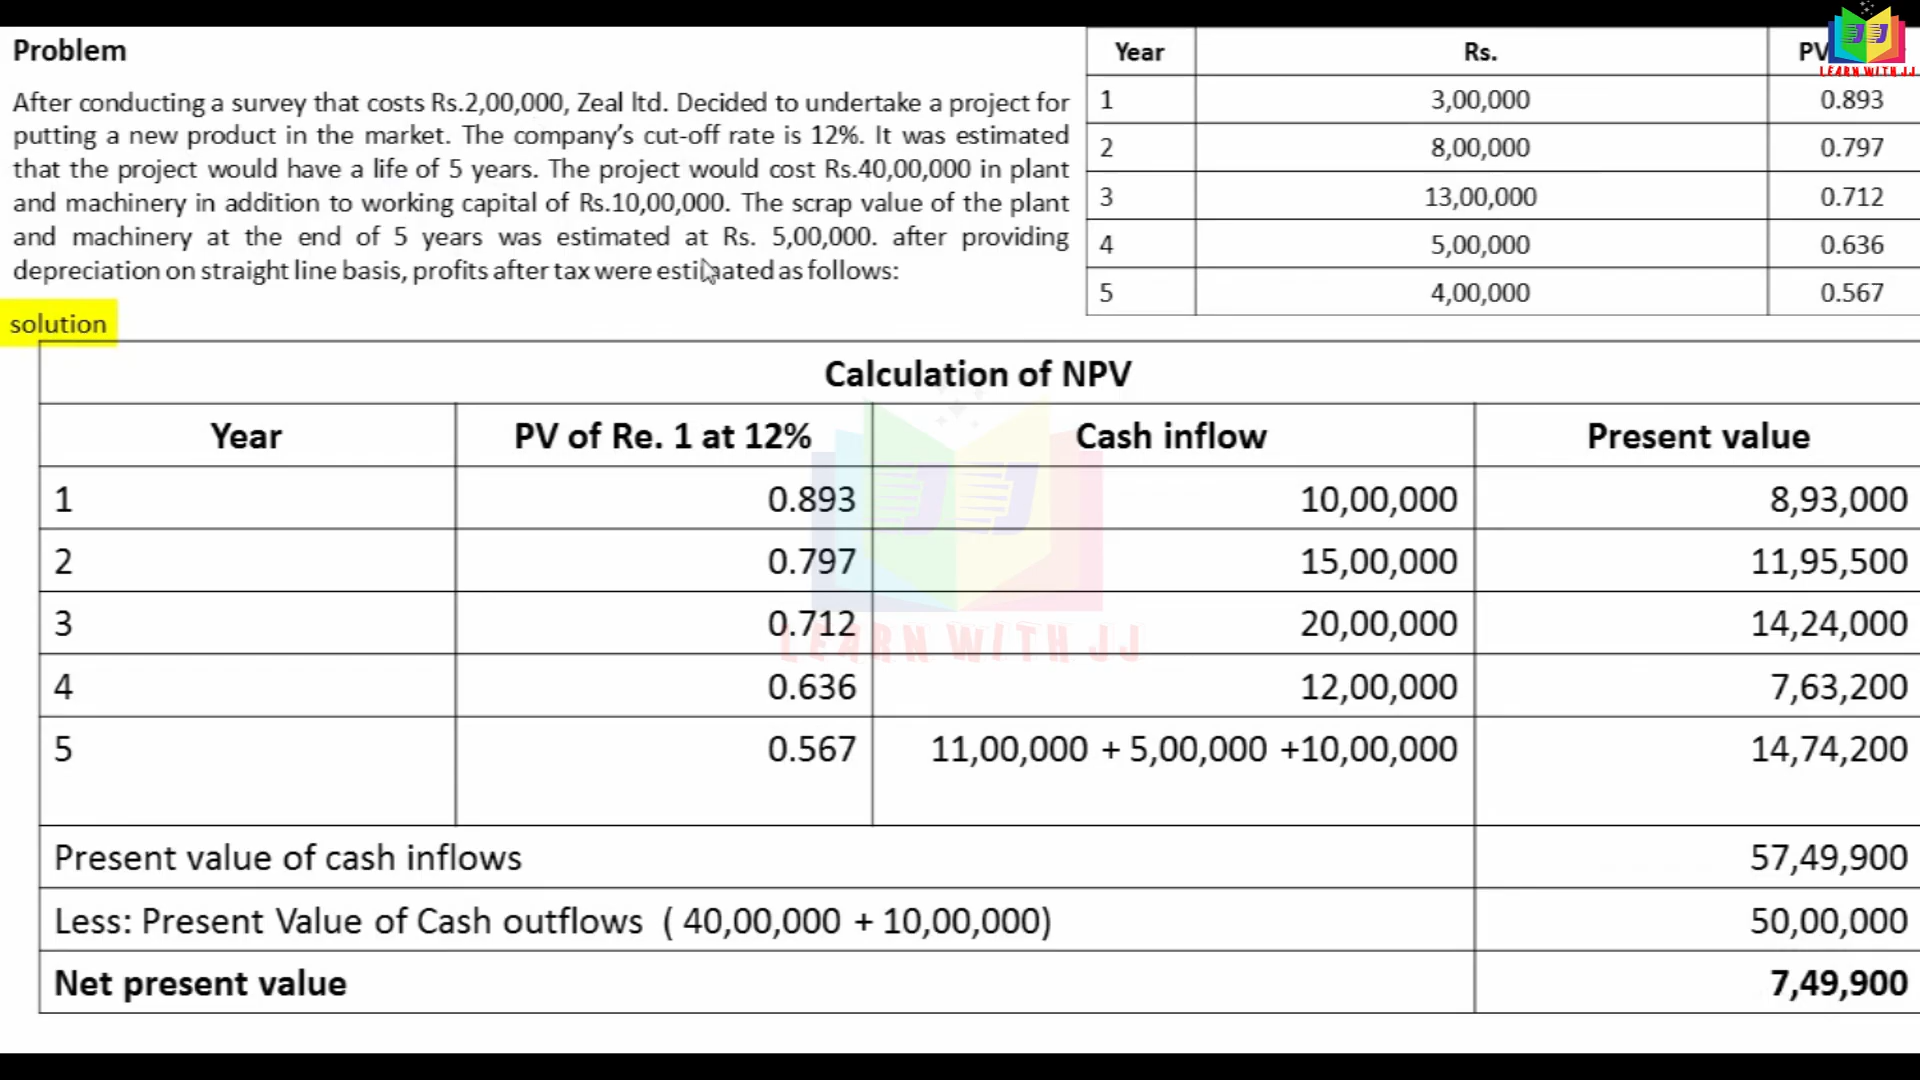 Problem
After conducting a survey that costs Rs.2,00,000, Zeal ltd. Decided to undertake a project for
putting a new product in the market. The company's cut-off rate is 12%. It was estimated
that the project would have a life of 5 years. The project would cost Rs.40,00,000 in plant
and machinery in addition to working capital of Rs.10,00,000. The scrap value of the plant
and machinery at the end of 5 years was estimated at Rs. 5,00,000. after providing
depreciation on straight line basis, profits after tax were estimated as follows:
Year Rs. PV
1 3,00,000 0.893
2 8,00,000 0.797
3 13,00,000 0.712
4 5,00,000 0.636
5 4,00,000 0.567
JJ
LEARN WITH JJ
solution
Calculation of NPV
Year PV of Re. 1 at 12% Cash inflow Present value
1 0.893 10,00,000 8,93,000
2 0.797 15,00,000 11,95,500
3 0.712 20,00,000 14,24,000
4 0.636 12,00,000 7,63,200
5 0.567 11,00,000 + 5,00,000 +10,00,000 14,74,200
Present value of cash inflows 57,49,900
Less: Present Value of Cash outflows ( 40,00,000 + 10,00,000) 50,00,000
Net present value 7,49,900
JJ
LEARN WITH JJ